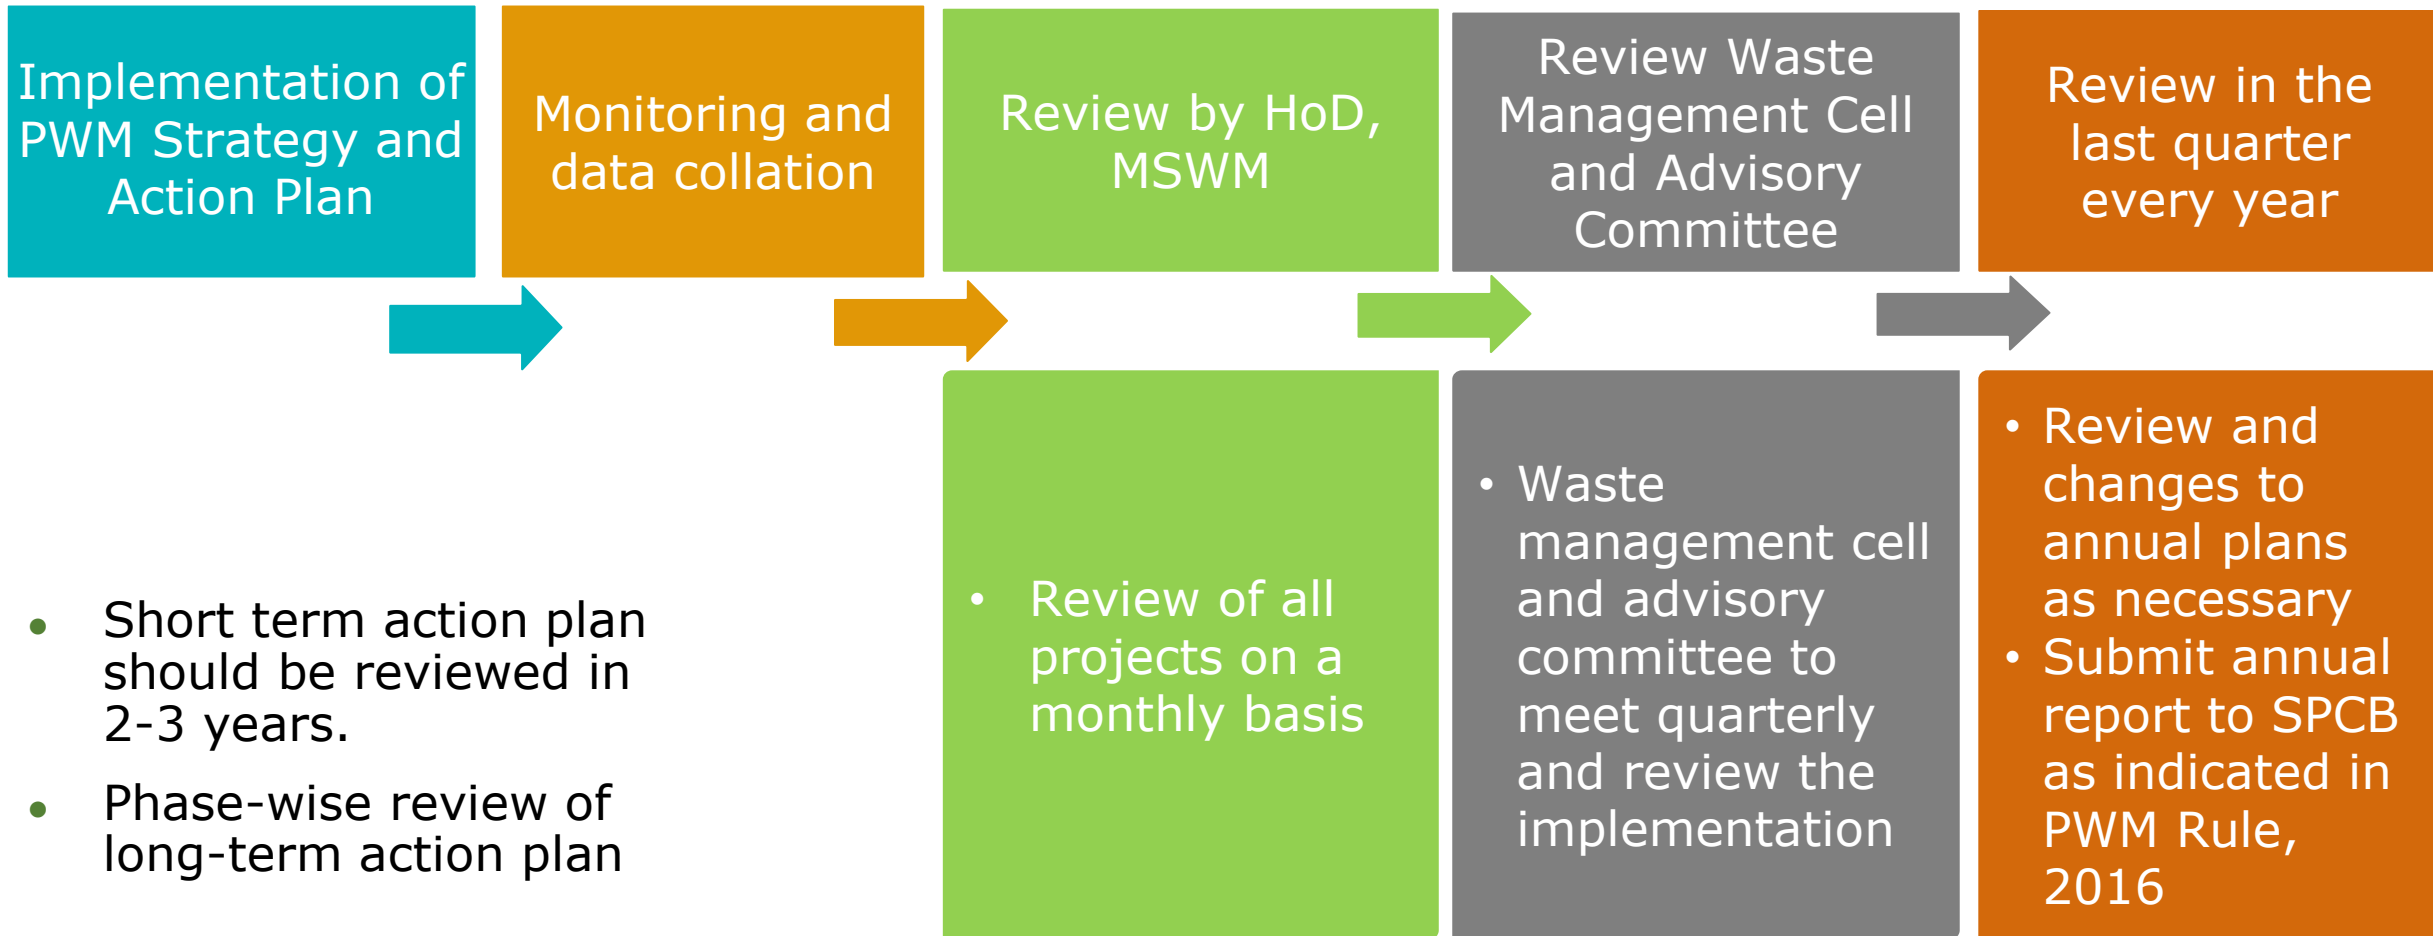 Implementation of
PWM Strategy and
Action Plan
Monitoring and
data collation
Review by HoD,
MSWM
Review Waste
Management Cell
and Advisory
Committee
Review in the
last quarter
every year
• Short term action plan
should be reviewed in
2-3 years.
• Phase-wise review of
long-term action plan
• Review of all
projects on a
monthly basis
• Waste
management cell
and advisory
committee to
meet quarterly
and review the
implementation
• Review and
changes to
annual plans
as necessary
• Submit annual
report to SPCB
as indicated in
PWM Rule,
2016